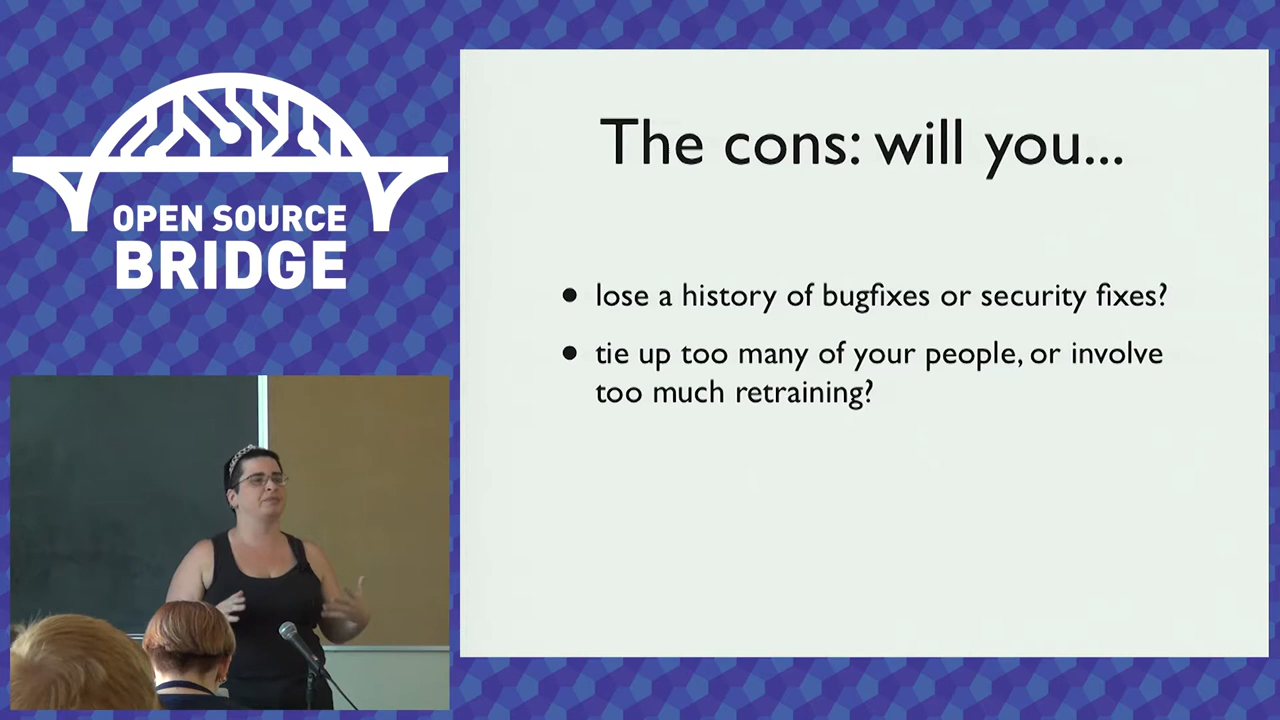 OPEN SOURCE
BRIDGE
The cons: will you...
• lose a history of bugfixes or security fixes?
• tie up too many of your people, or involve
too much retraining?